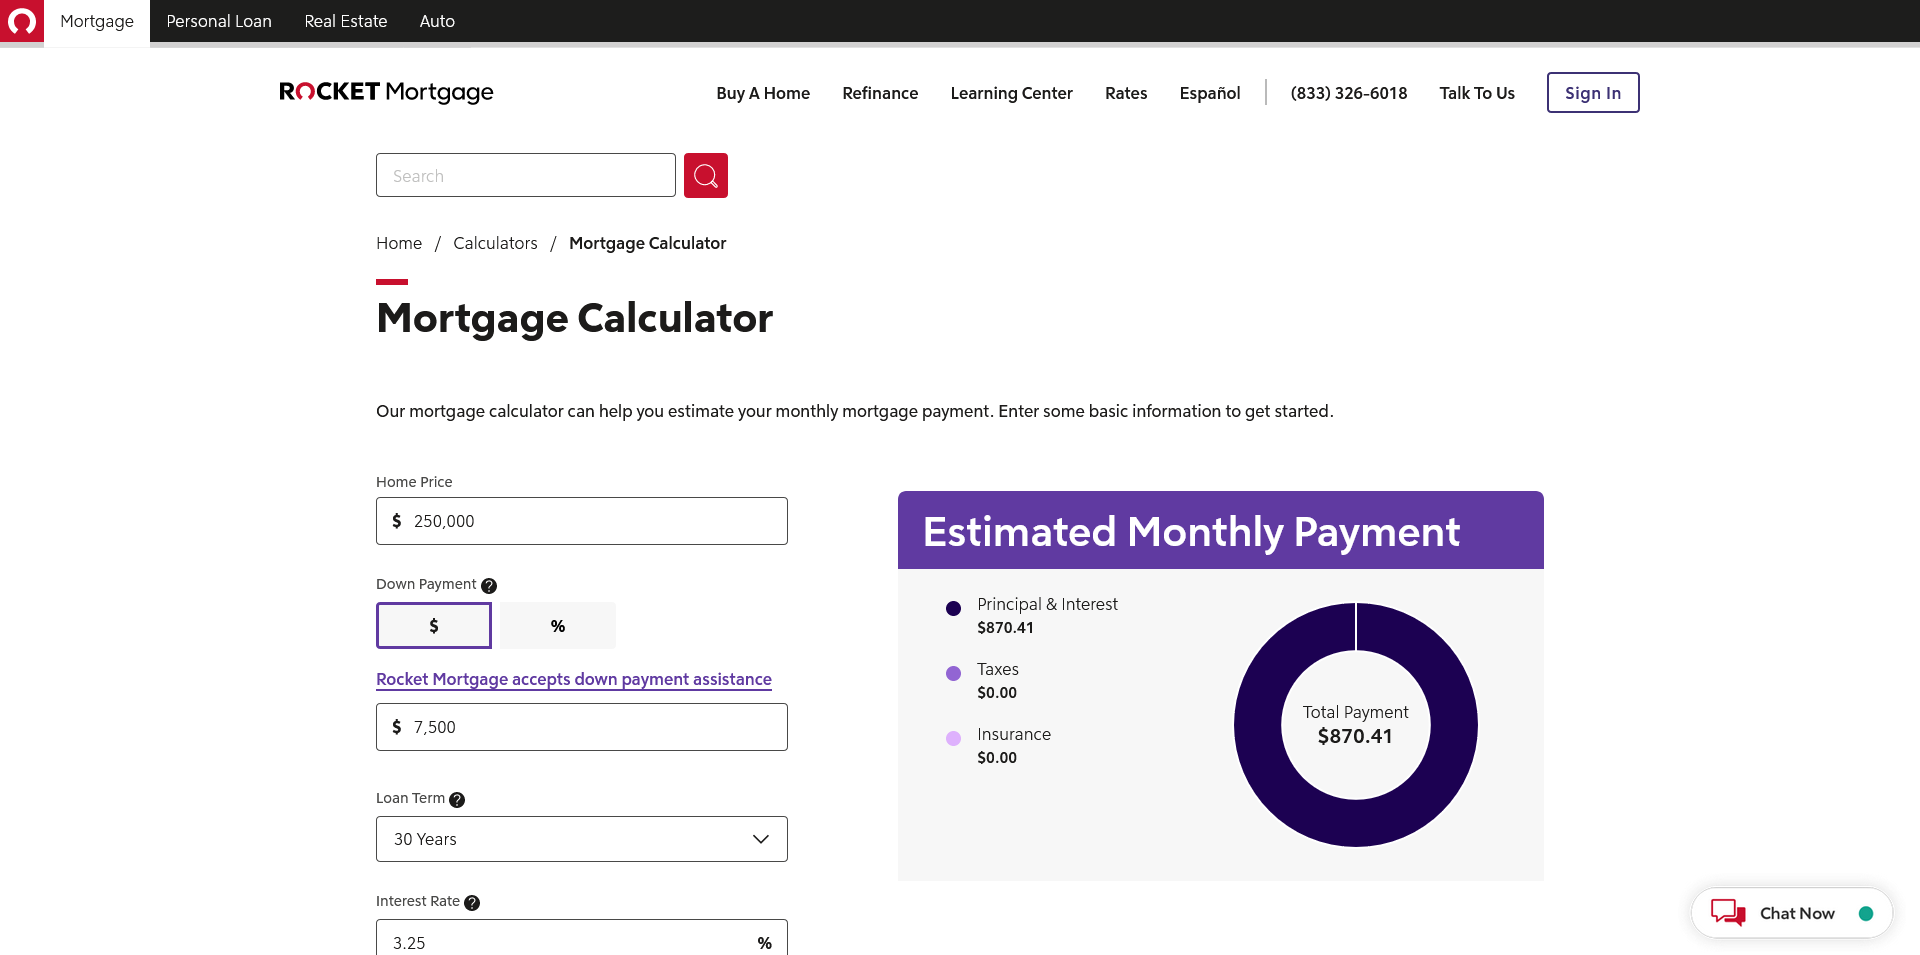 Mortgage Personal Loan Real Estate Auto
ROCKET Mortgage Buy A Home Refinance Learning Center Rates Español (833) 326-6018 Talk To Us Sign In
Search
Home / Calculators / Mortgage Calculator
Mortgage Calculator
Our mortgage calculator can help you estimate your monthly mortgage payment. Enter some basic information to get started.
Home Price
$ 250,000
Down Payment ?
$ %
Rocket Mortgage accepts down payment assistance
$ 7,500
Loan Term ?
30 Years
Interest Rate ?
3.25 %
Estimated Monthly Payment
Principal & Interest
$870.41
Taxes
$0.00
Insurance
$0.00
Total Payment
$870.41
Chat Now